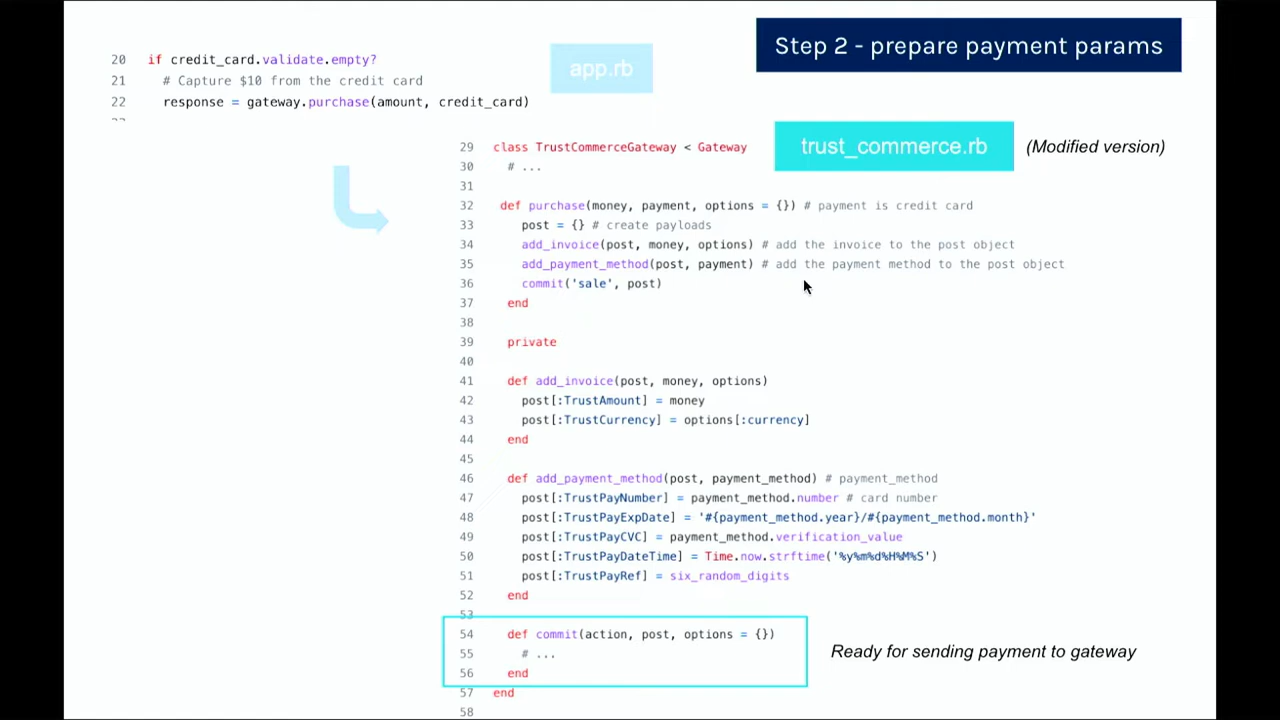 Step 2 - prepare payment params
app.rb
20 if credit_card.validate.empty?
21 # Capture $10 from the credit card
22 response = gateway.purchase(amount, credit_card)
trust_commerce.rb
(Modified version)
29 class TrustCommerceGateway < Gateway
30 # ...
31
32 def purchase(money, payment, options = {}) # payment is credit card
33 post = {} # create payloads
34 add_invoice(post, money, options) # add the invoice to the post object
35 add_payment_method(post, payment) # add the payment method to the post object
36 commit('sale', post)
37 end
38
39 private
40
41 def add_invoice(post, money, options)
42 post[:TrustAmount] = money
43 post[:TrustCurrency] = options[:currency]
44 end
45
46 def add_payment_method(post, payment_method) # payment_method
47 post[:TrustPayNumber] = payment_method.number # card number
48 post[:TrustPayExpDate] = '#{payment_method.year}/#{payment_method.month}'
49 post[:TrustPayCVC] = payment_method.verification_value
50 post[:TrustPayDateTime] = Time.now.strftime('%y%m%d%H%M%S')
51 post[:TrustPayRef] = six_random_digits
52 end
53
54 def commit(action, post, options = {})
55 # ...
56 end
57 end
58
Ready for sending payment to gateway